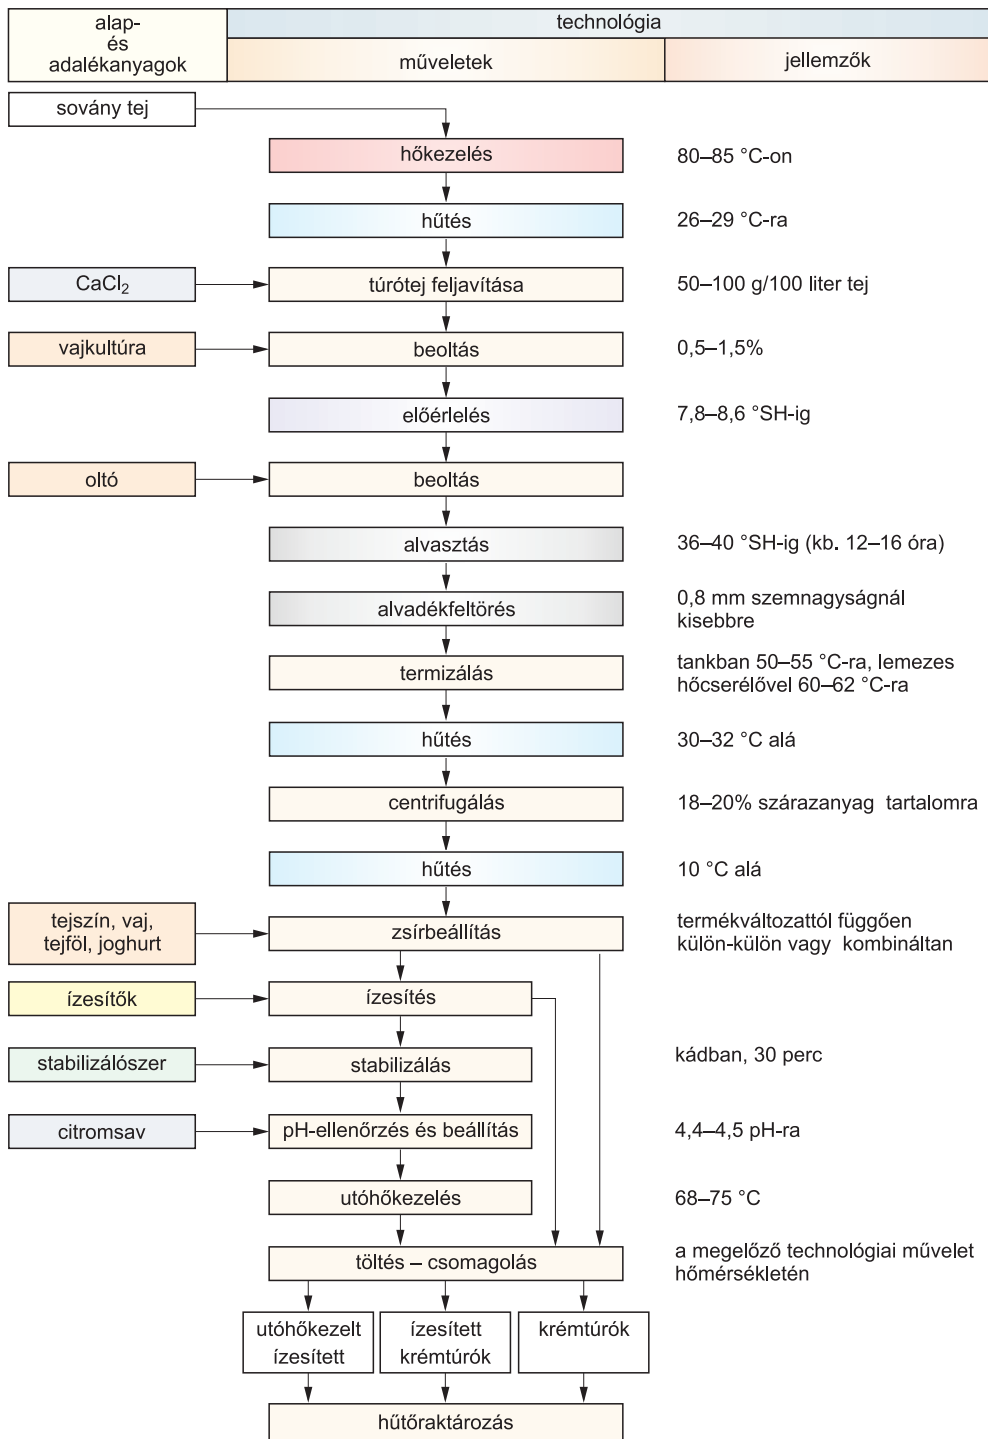 alap-
és
adalékanyagok
technológia
műveletek
jellemzők
sovány tej
hőkezelés
80–85 °C-on
hűtés
26–29 °C-ra
CaCl₂
túrótej feljavítása
50–100 g/100 liter tej
vajkultúra
beoltás
0,5–1,5%
előérlelés
7,8–8,6 °SH-ig
oltó
beoltás
alvasztás
36–40 °SH-ig (kb. 12–16 óra)
alvadékfeltörés
0,8 mm szemnagyságnál
kisebbre
termizálás
tankban 50–55 °C-ra, lemezes
hőcserélővel 60–62 °C-ra
hűtés
30–32 °C alá
centrifugálás
18–20% szárazanyag tartalomra
hűtés
10 °C alá
tejszín, vaj,
tejföl, joghurt
zsírbeállítás
termékváltozattól függően
külön-külön vagy kombináltan
ízesítők
ízesítés
stabilizálószer
stabilizálás
kádban, 30 perc
citromsav
pH-ellenőrzés és beállítás
4,4–4,5 pH-ra
utóhőkezelés
68–75 °C
töltés – csomagolás
a megelőző technológiai művelet
hőmérsékletén
utóhőkezelt
ízesített
ízesített
krémtúrók
krémtúrók
hűtőraktározás